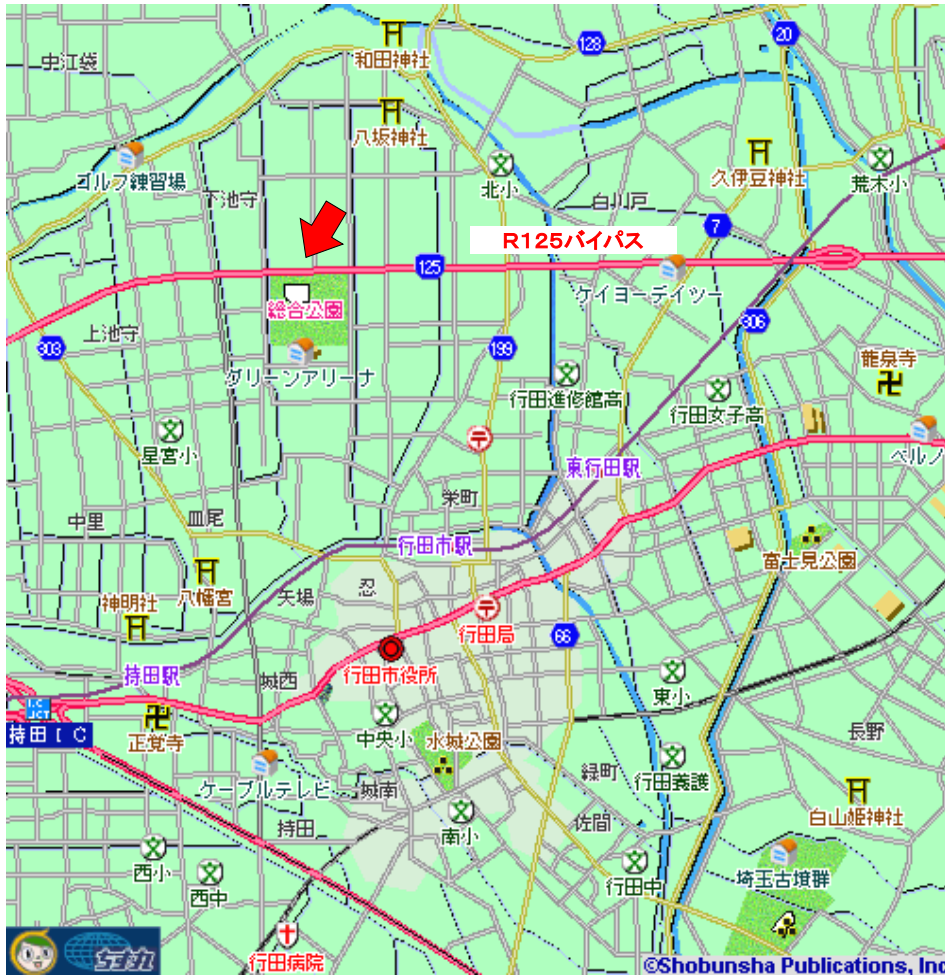 中江袋
和田神社
128
20
八坂神社
ゴルフ練習場
北小
久伊豆神社
荒木小
下池守
白川戸
7
R125バイパス
125
ケイヨーデイツー
総合公園
上池守
303
306
199
グリーンアリーナ
龍泉寺
行田進修館高
行田女子高
星宮小
ベルノ
東行田駅
栄町
中里
皿尾
行田市駅
富士見公園
八幡宮
忍
神明社
矢場
行田局
66
持田駅
城西
行田市役所
東小
持田IC
正覚寺
中央小
水城公園
長野
緑町
行田養護
ケーブルテレビ
城南
白山姫神社
持田
南小
佐間
西小
西中
行田中
埼玉古墳群
行田病院
ちず丸
©Shobunsha Publications, Inc